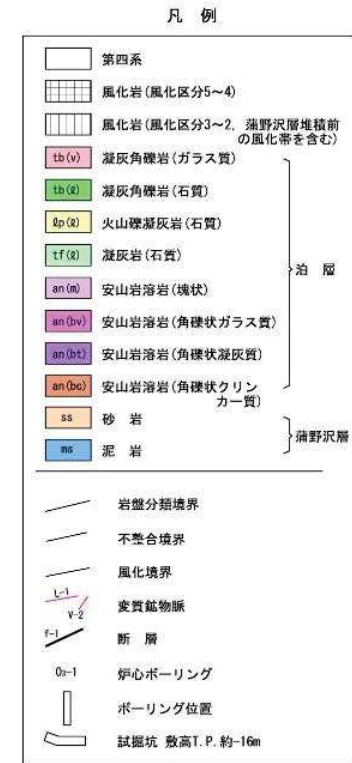 凡 例
第四系
風化岩(風化区分5～4)
風化岩(風化区分3～2, 蒲野沢層堆積前
の風化帯を含む)
tb(v) 凝灰角礫岩(ガラス質)
tb(ℓ) 凝灰角礫岩(石質)
ℓp(ℓ) 火山礫凝灰岩(石質)
tf(ℓ) 凝灰岩(石質)
an(m) 安山岩溶岩(塊状)
an(bv) 安山岩溶岩(角礫状ガラス質)
an(bt) 安山岩溶岩(角礫状凝灰質)
an(bc) 安山岩溶岩(角礫状クリン
カー質)
泊 層
ss 砂 岩
ms 泥 岩
蒲野沢層
岩盤分類境界
不整合境界
風化境界
L-1 V-2 変質鉱物脈
f-1 断 層
O₃-1 炉心ボーリング
ボーリング位置
試掘坑 敷高T.P.約-16m